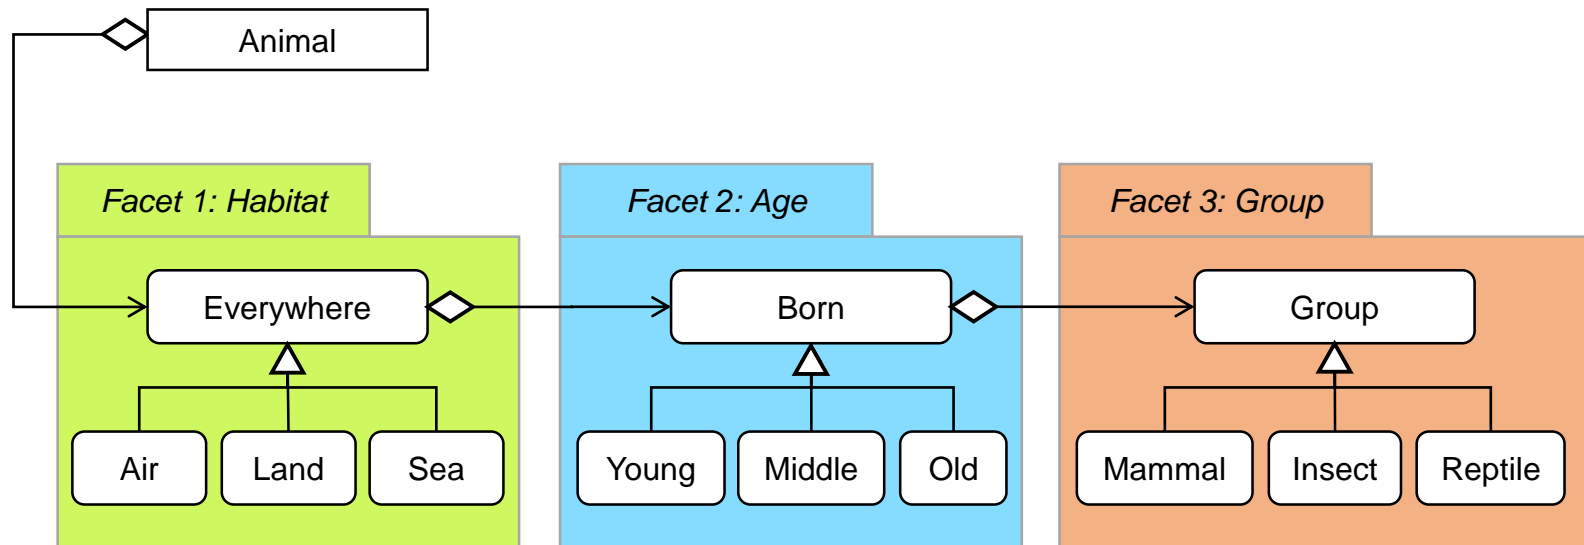 Animal
Facet 1: Habitat
Facet 2: Age
Facet 3: Group
Everywhere
Born
Group
Air
Land
Sea
Young
Middle
Old
Mammal
Insect
Reptile